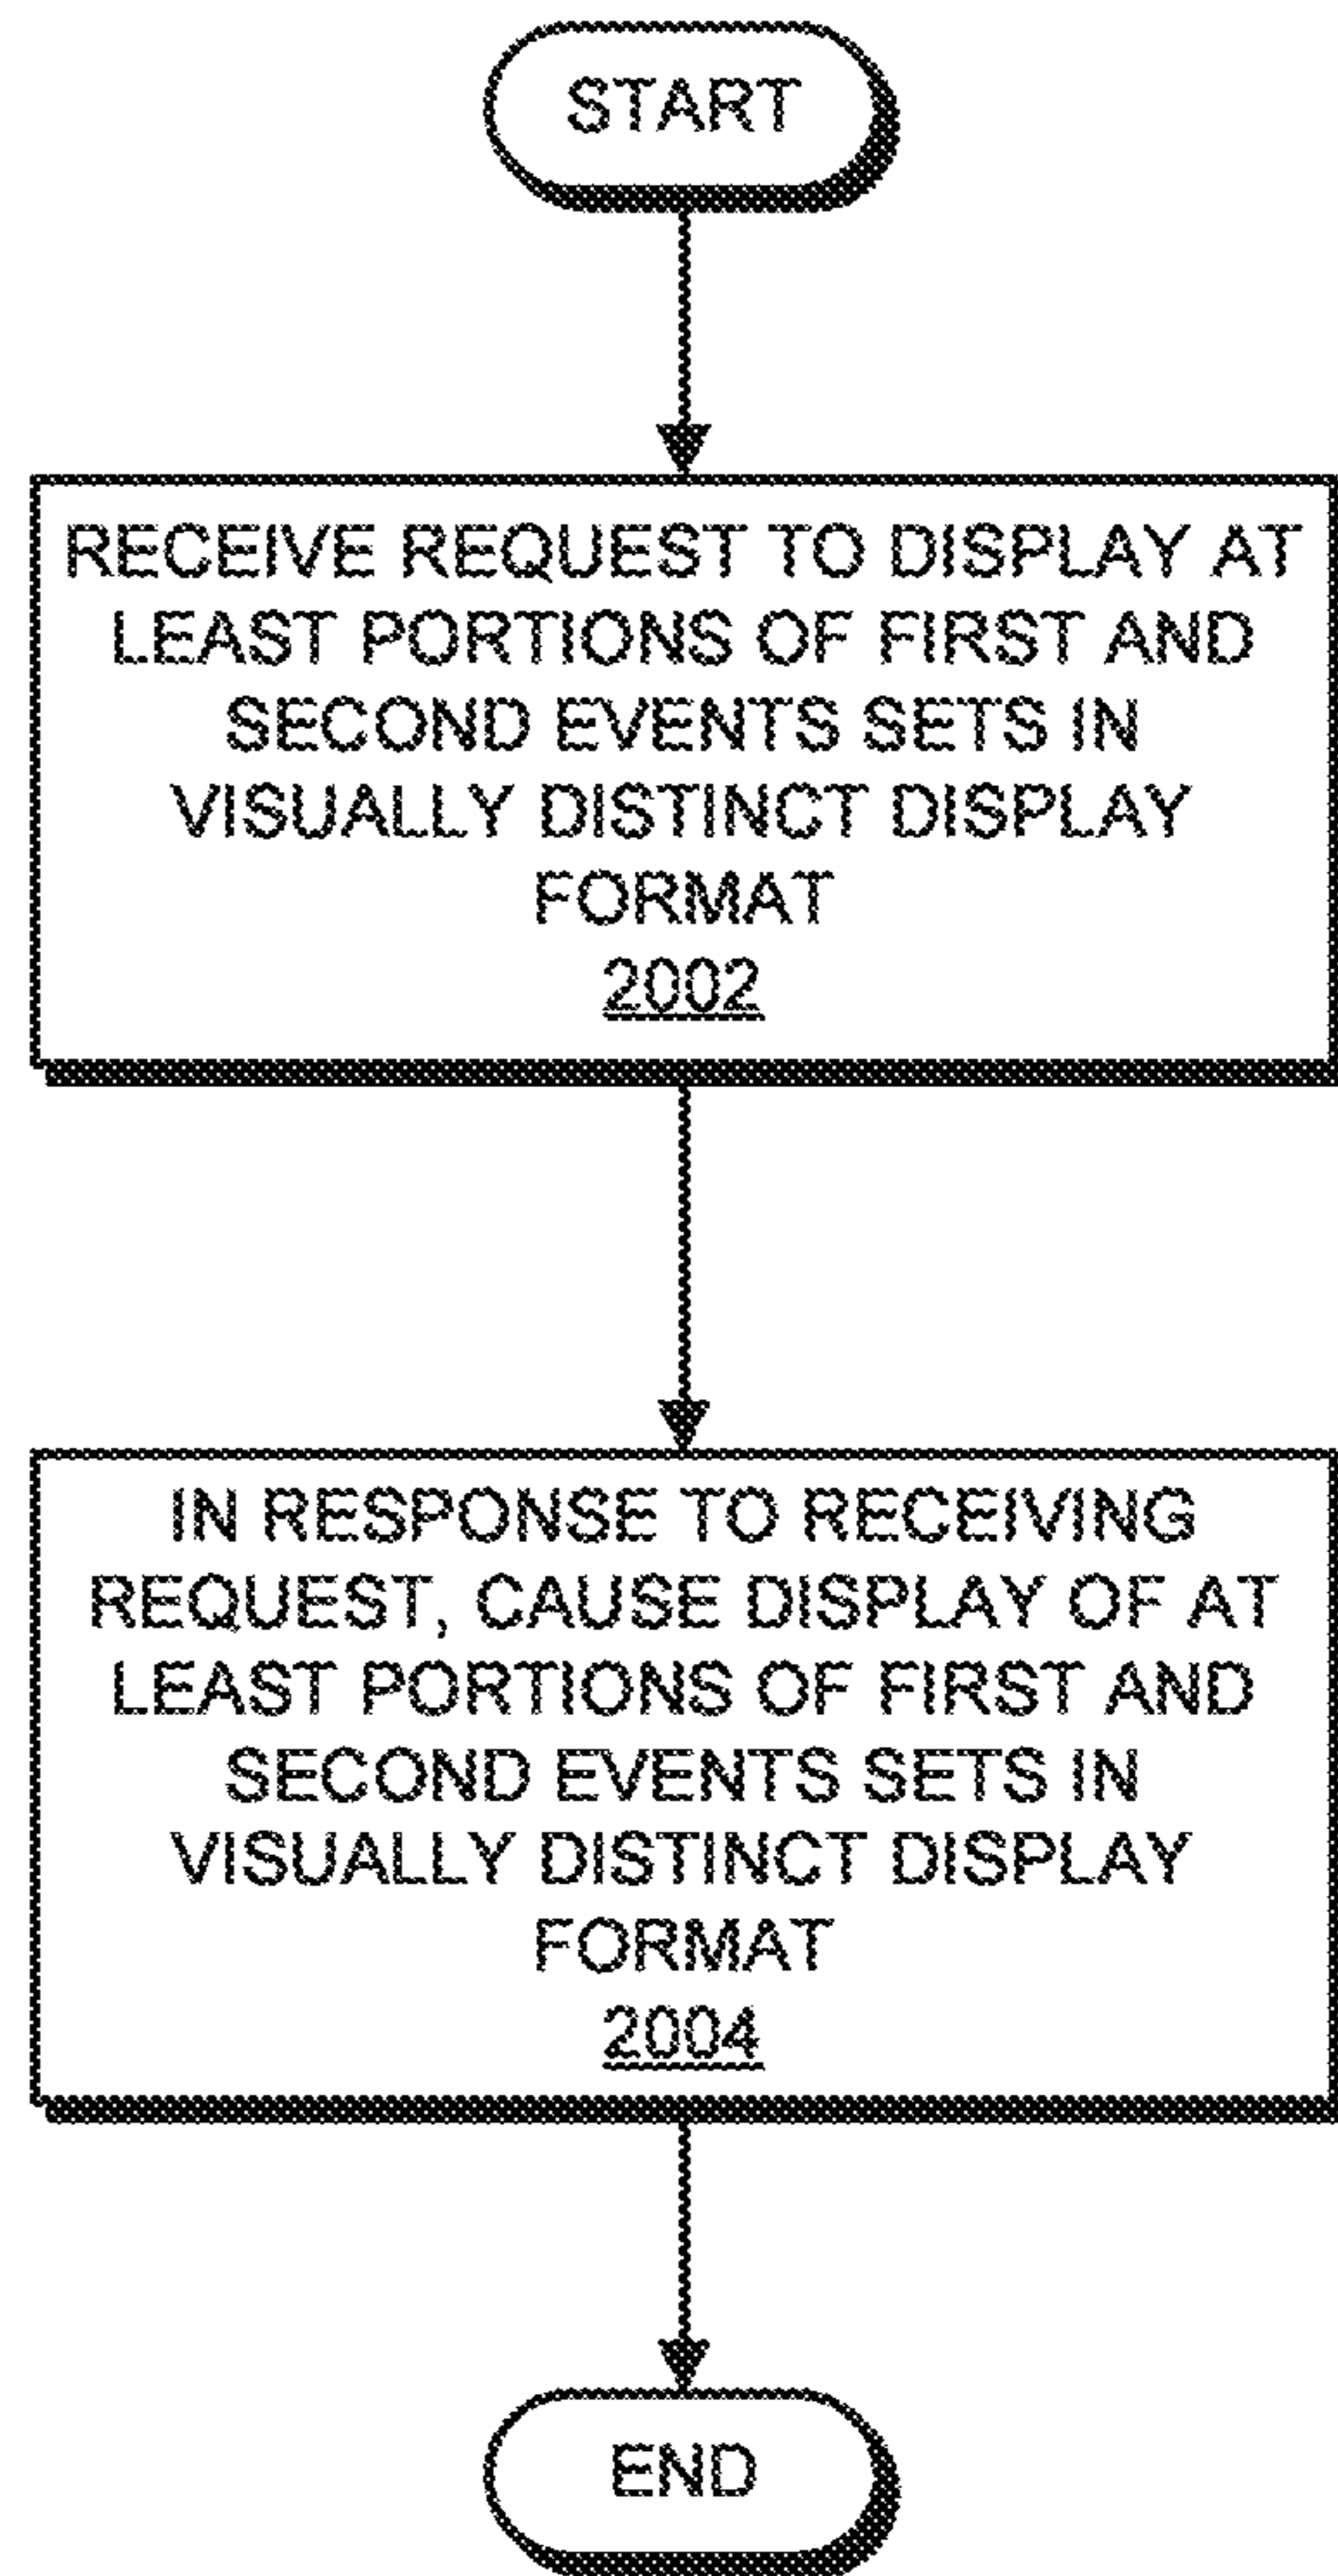 START
RECEIVE REQUEST TO DISPLAY AT
LEAST PORTIONS OF FIRST AND
SECOND EVENTS SETS IN
VISUALLY DISTINCT DISPLAY
FORMAT
2002
IN RESPONSE TO RECEIVING
REQUEST, CAUSE DISPLAY OF AT
LEAST PORTIONS OF FIRST AND
SECOND EVENTS SETS IN
VISUALLY DISTINCT DISPLAY
FORMAT
2004
END